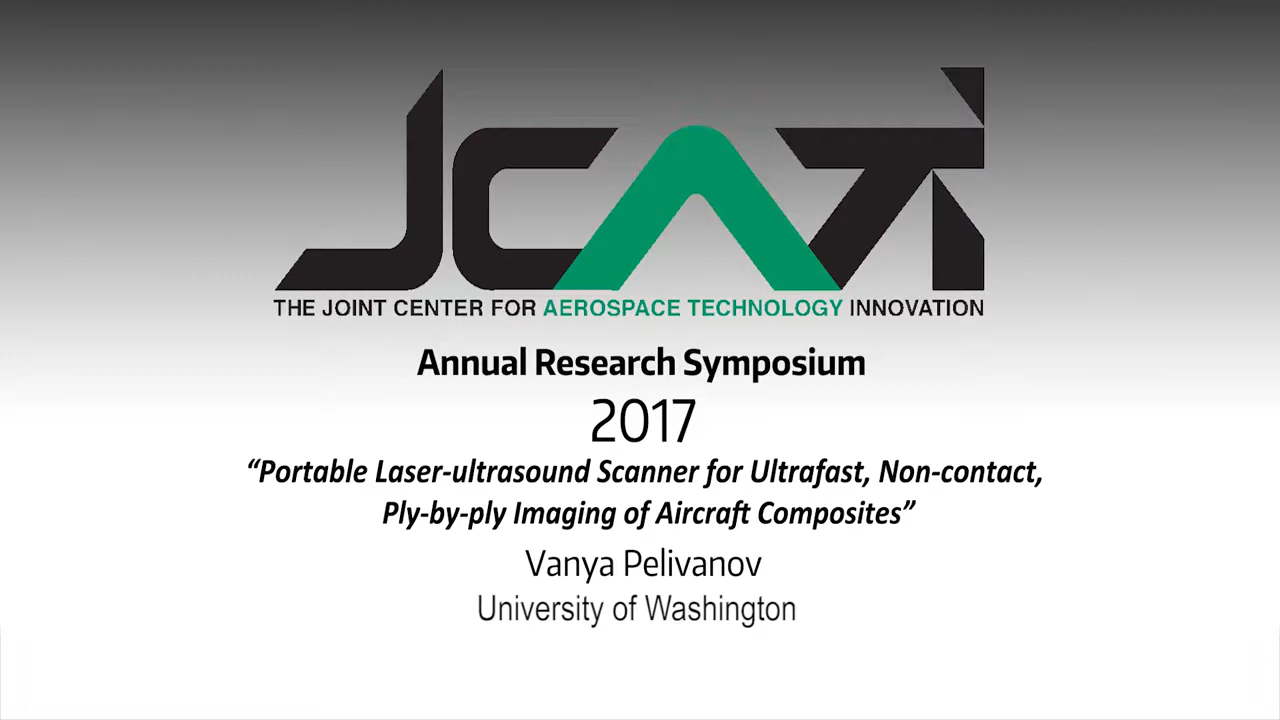 JCATI
THE JOINT CENTER FOR AEROSPACE TECHNOLOGY INNOVATION
Annual Research Symposium
2017
“Portable Laser-ultrasound Scanner for Ultrafast, Non-contact,
Ply-by-ply Imaging of Aircraft Composites”
Vanya Pelivanov
University of Washington